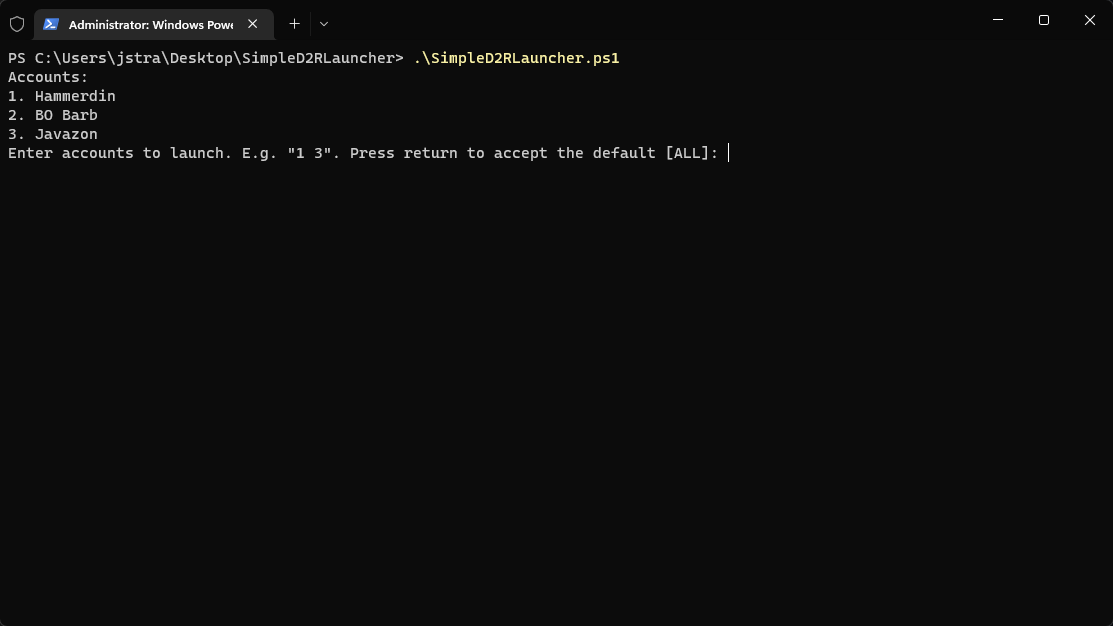 Administrator: Windows Powe
PS C:\Users\jstra\Desktop\SimpleD2RLauncher> .\SimpleD2RLauncher.ps1
Accounts:
1. Hammerdin
2. BO Barb
3. Javazon
Enter accounts to launch. E.g. "1 3". Press return to accept the default [ALL]: